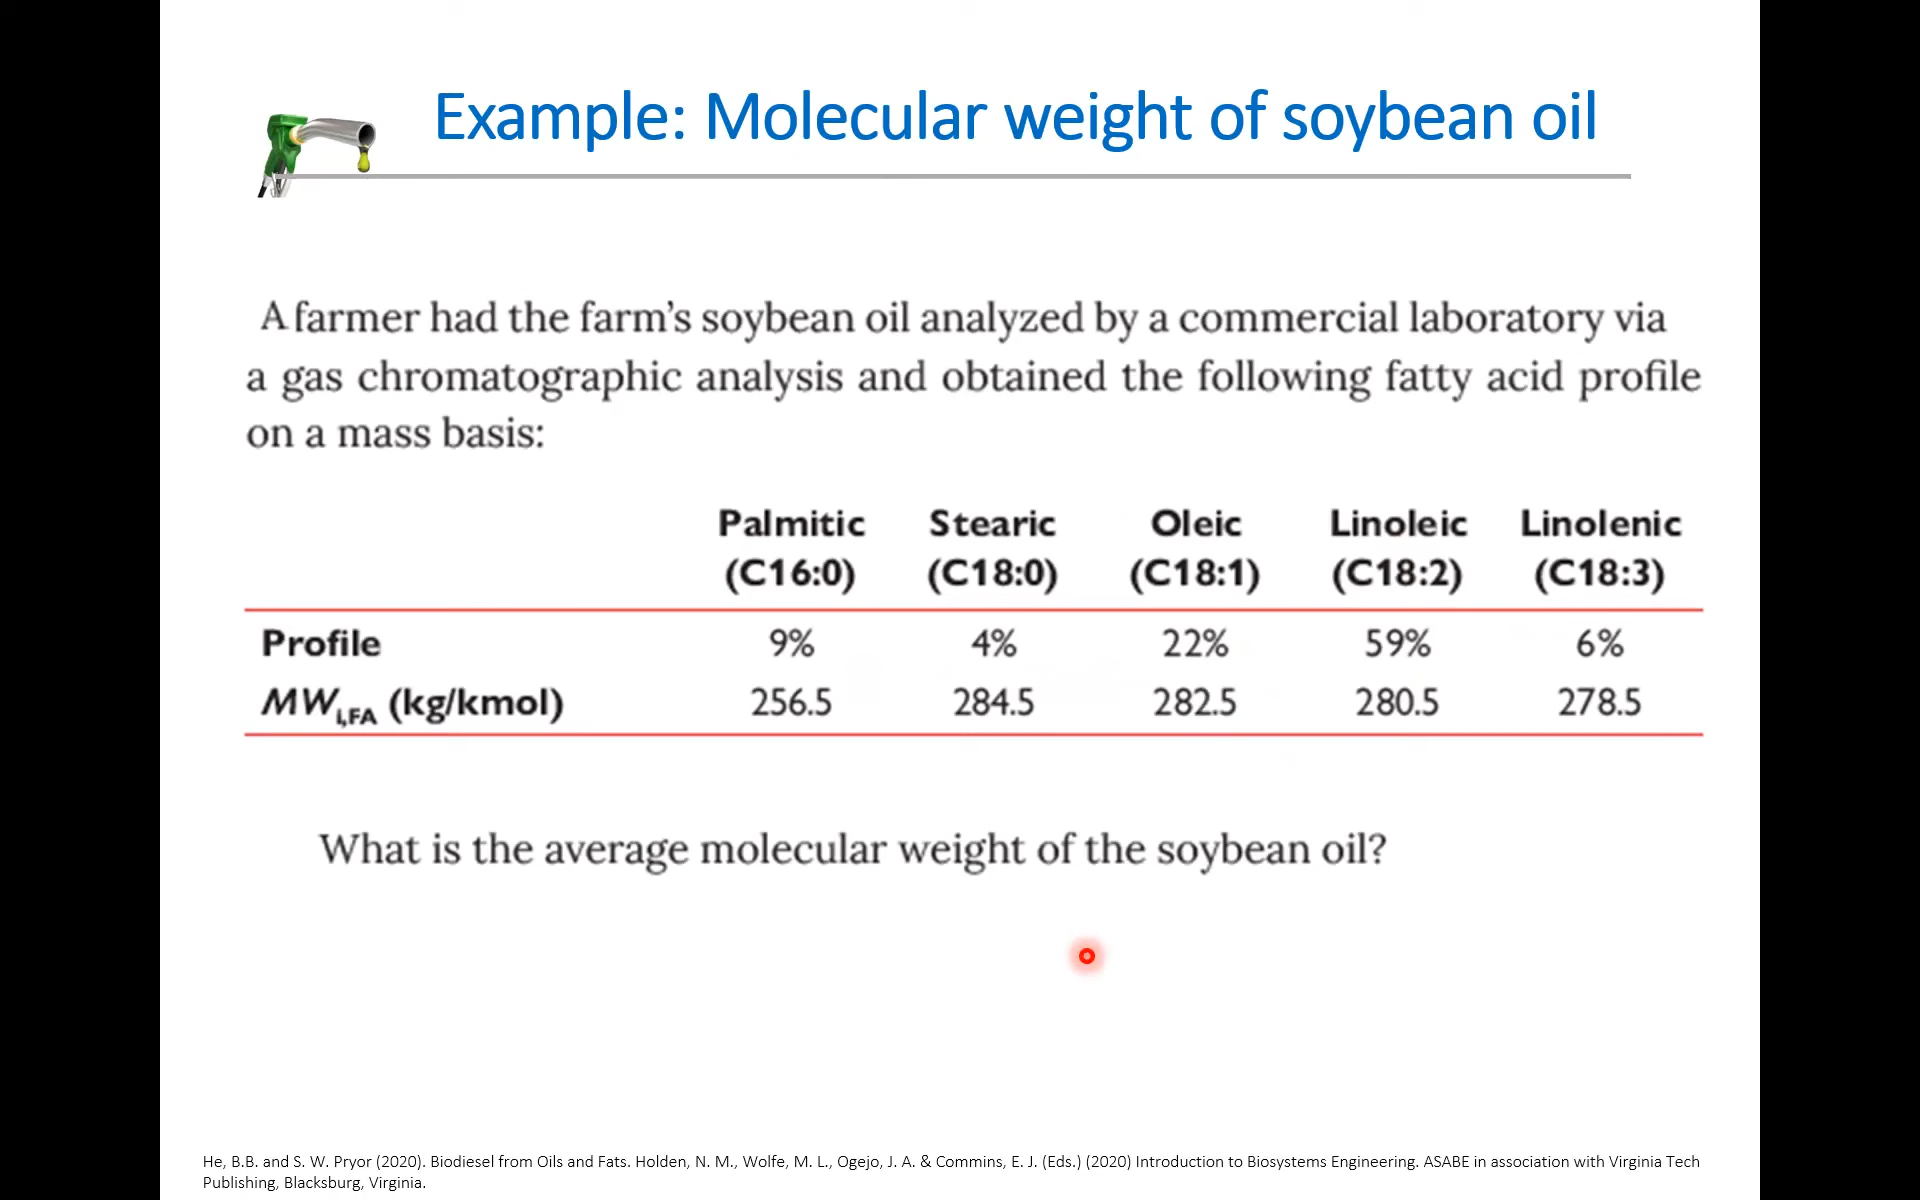 Example: Molecular weight of soybean oil
A farmer had the farm's soybean oil analyzed by a commercial laboratory via
a gas chromatographic analysis and obtained the following fatty acid profile
on a mass basis:
Palmitic Stearic Oleic Linoleic Linolenic
(C16:0) (C18:0) (C18:1) (C18:2) (C18:3)
Profile 9% 4% 22% 59% 6%
MWi,FA (kg/kmol) 256.5 284.5 282.5 280.5 278.5
What is the average molecular weight of the soybean oil?
He, B.B. and S. W. Pryor (2020). Biodiesel from Oils and Fats. Holden, N. M., Wolfe, M. L., Ogejo, J. A. & Commins, E. J. (Eds.) (2020) Introduction to Biosystems Engineering. ASABE in association with Virginia Tech
Publishing, Blacksburg, Virginia.